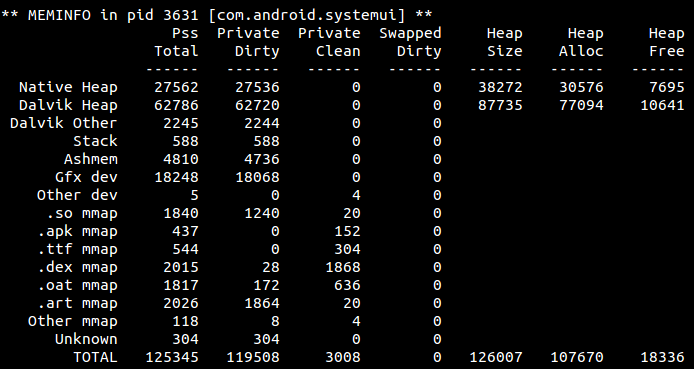 ** MEMINFO in pid 3631 [com.android.systemui] **
Pss Private Private Swapped Heap Heap Heap
Total Dirty Clean Dirty Size Alloc Free
------ ------ ------ ------ ------ ------ ------
Native Heap 27562 27536 0 0 38272 30576 7695
Dalvik Heap 62786 62720 0 0 87735 77094 10641
Dalvik Other 2245 2244 0 0
Stack 588 588 0 0
Ashmem 4810 4736 0 0
Gfx dev 18248 18068 0 0
Other dev 5 0 4 0
.so mmap 1840 1240 20 0
.apk mmap 437 0 152 0
.ttf mmap 544 0 304 0
.dex mmap 2015 28 1868 0
.oat mmap 1817 172 636 0
.art mmap 2026 1864 20 0
Other mmap 118 8 4 0
Unknown 304 304 0 0
TOTAL 125345 119508 3008 0 126007 107670 18336